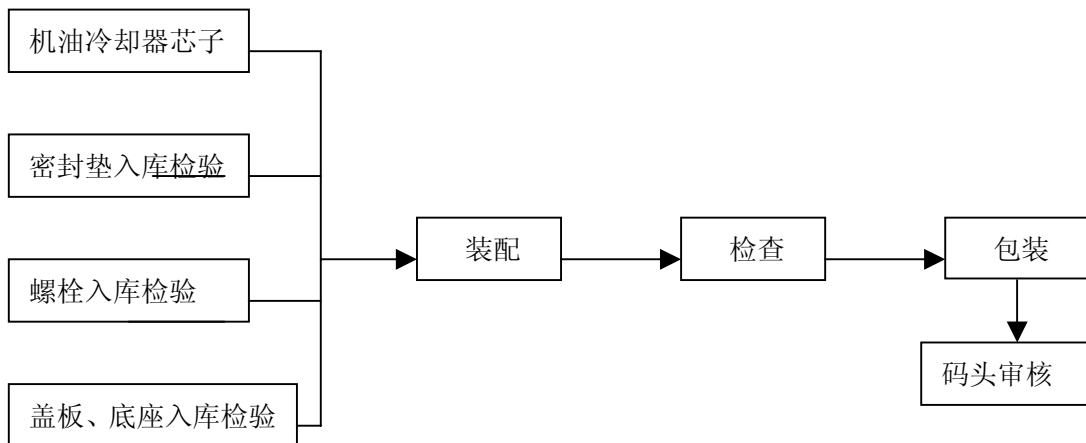 机油冷却器芯子
密封垫入库检验
螺栓入库检验
盖板、底座入库检验
装配
检查
包装
码头审核